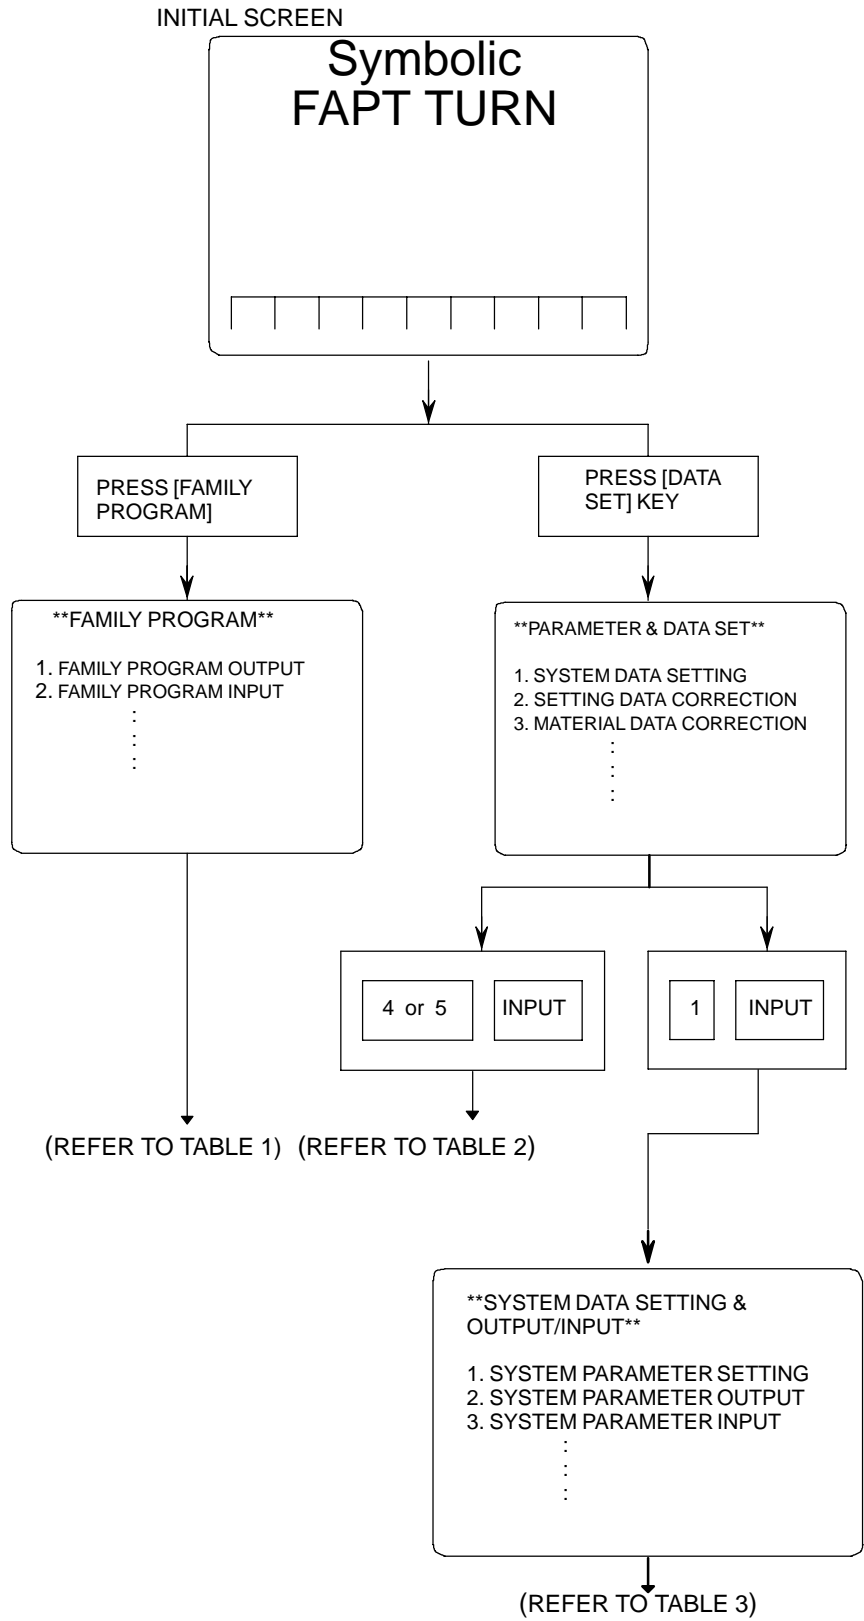 INITIAL SCREEN
Symbolic
FAPT TURN
PRESS [FAMILY
PROGRAM]
PRESS [DATA
SET] KEY
**FAMILY PROGRAM**
1. FAMILY PROGRAM OUTPUT
2. FAMILY PROGRAM INPUT
:
:
:
**PARAMETER & DATA SET**
1. SYSTEM DATA SETTING
2. SETTING DATA CORRECTION
3. MATERIAL DATA CORRECTION
:
:
:
4 or 5
INPUT
1
INPUT
(REFER TO TABLE 1)
(REFER TO TABLE 2)
**SYSTEM DATA SETTING &
OUTPUT/INPUT**
1. SYSTEM PARAMETER SETTING
2. SYSTEM PARAMETER OUTPUT
3. SYSTEM PARAMETER INPUT
:
:
:
(REFER TO TABLE 3)